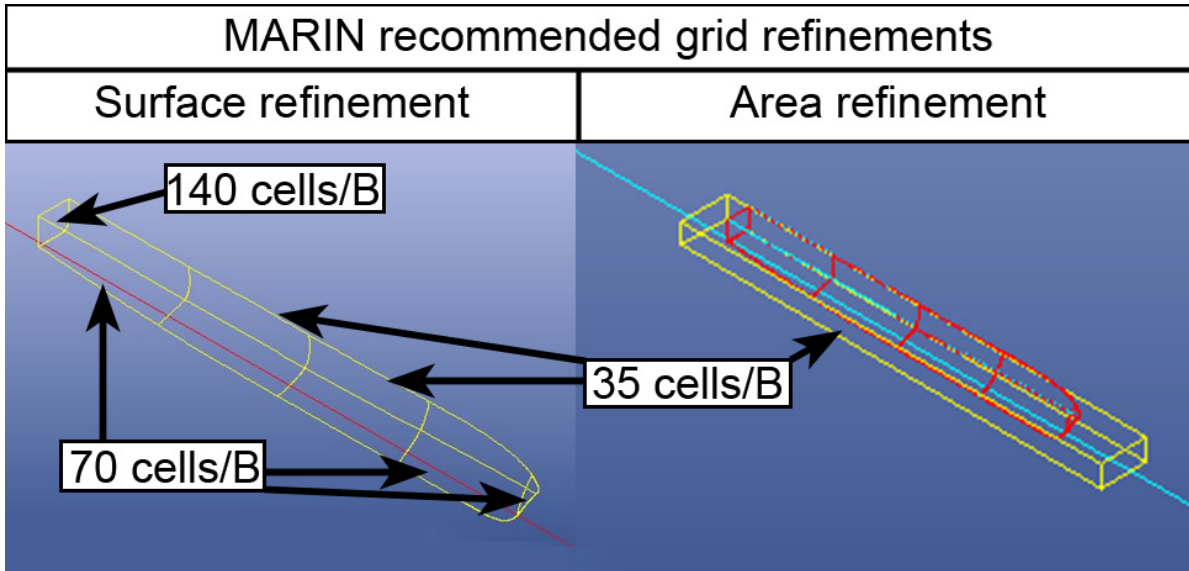 MARIN recommended grid refinements
Surface refinement
Area refinement
140 cells/B
35 cells/B
70 cells/B